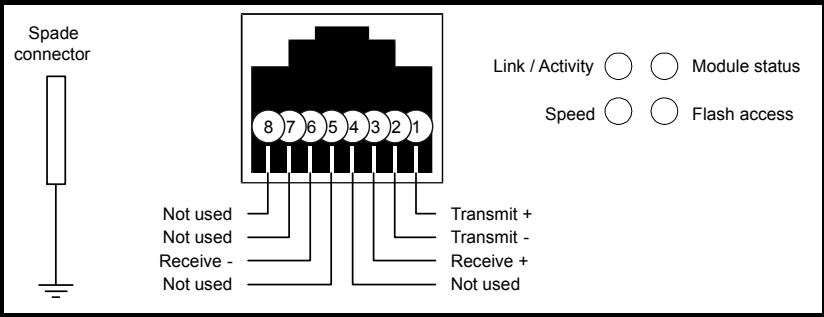 Spade
connector
Link / Activity
Module status
Speed
Flash access
8 7 6 5 4 3 2 1
Not used
Transmit +
Not used
Transmit -
Receive -
Receive +
Not used
Not used